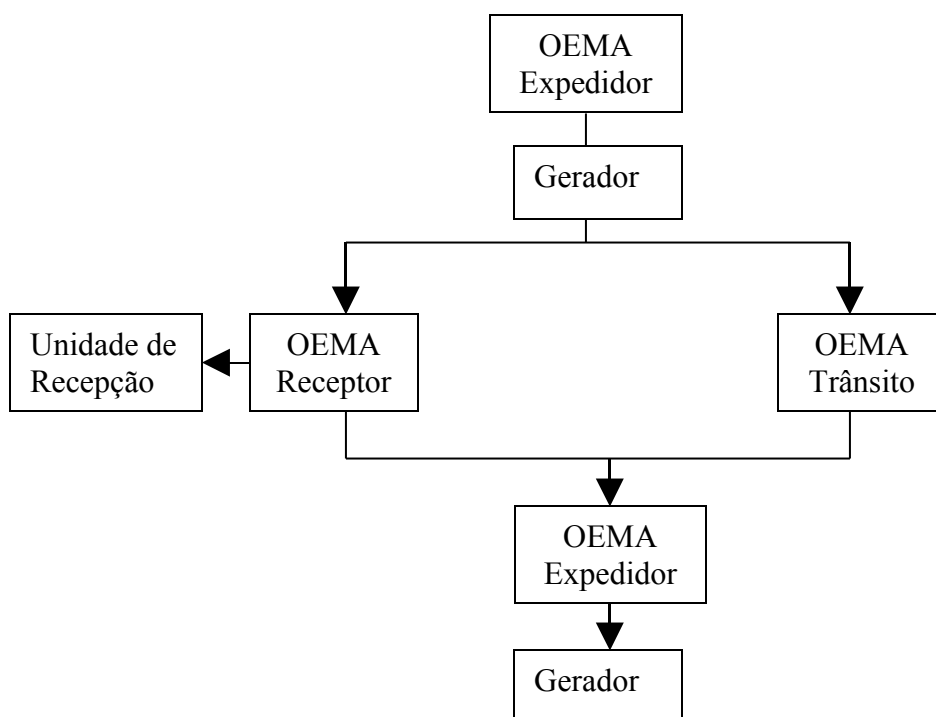 OEMA
Expedidor
Gerador
Unidade de
Recepção
OEMA
Receptor
OEMA
Trânsito
OEMA
Expedidor
Gerador